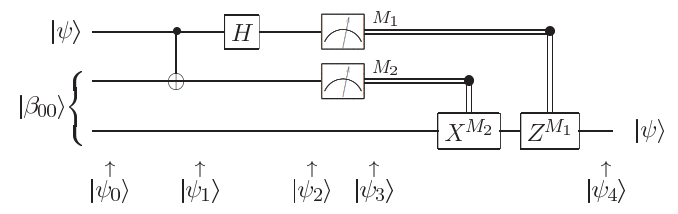 |ψ⟩ H M₁
|β₀₀⟩ M₂
X^{M₂} Z^{M₁} |ψ⟩
↑ ↑ ↑ ↑ ↑
|ψ₀⟩ |ψ₁⟩ |ψ₂⟩ |ψ₃⟩ |ψ₄⟩